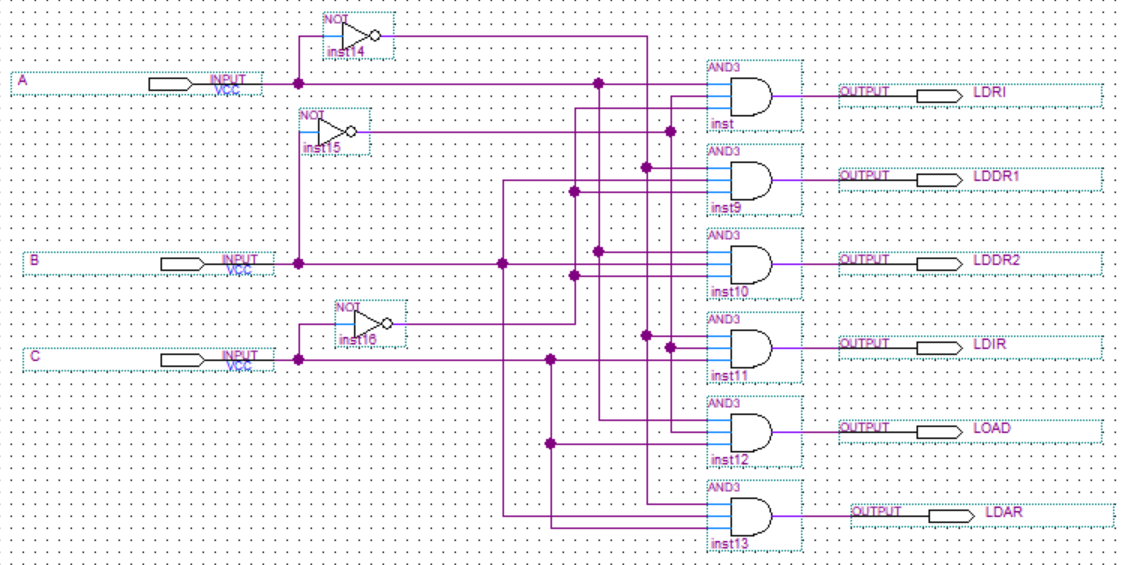 NOT
inst14
A
INPUT
VCC
AND3
inst
OUTPUT
LDRI
NOT
inst15
AND3
inst9
OUTPUT
LDDR1
B
INPUT
VCC
AND3
inst10
OUTPUT
LDDR2
NOT
inst16
C
INPUT
VCC
AND3
inst11
OUTPUT
LDIR
AND3
inst12
OUTPUT
LOAD
AND3
inst13
OUTPUT
LDAR